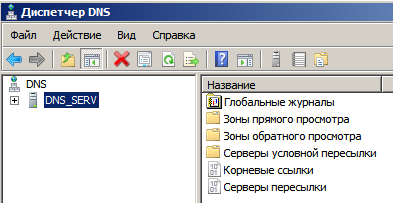 Диспетчер DNS
Файл Действие Вид Справка
DNS
DNS_SERV
Название
Глобальные журналы
Зоны прямого просмотра
Зоны обратного просмотра
Серверы условной пересылки
Корневые ссылки
Серверы пересылки